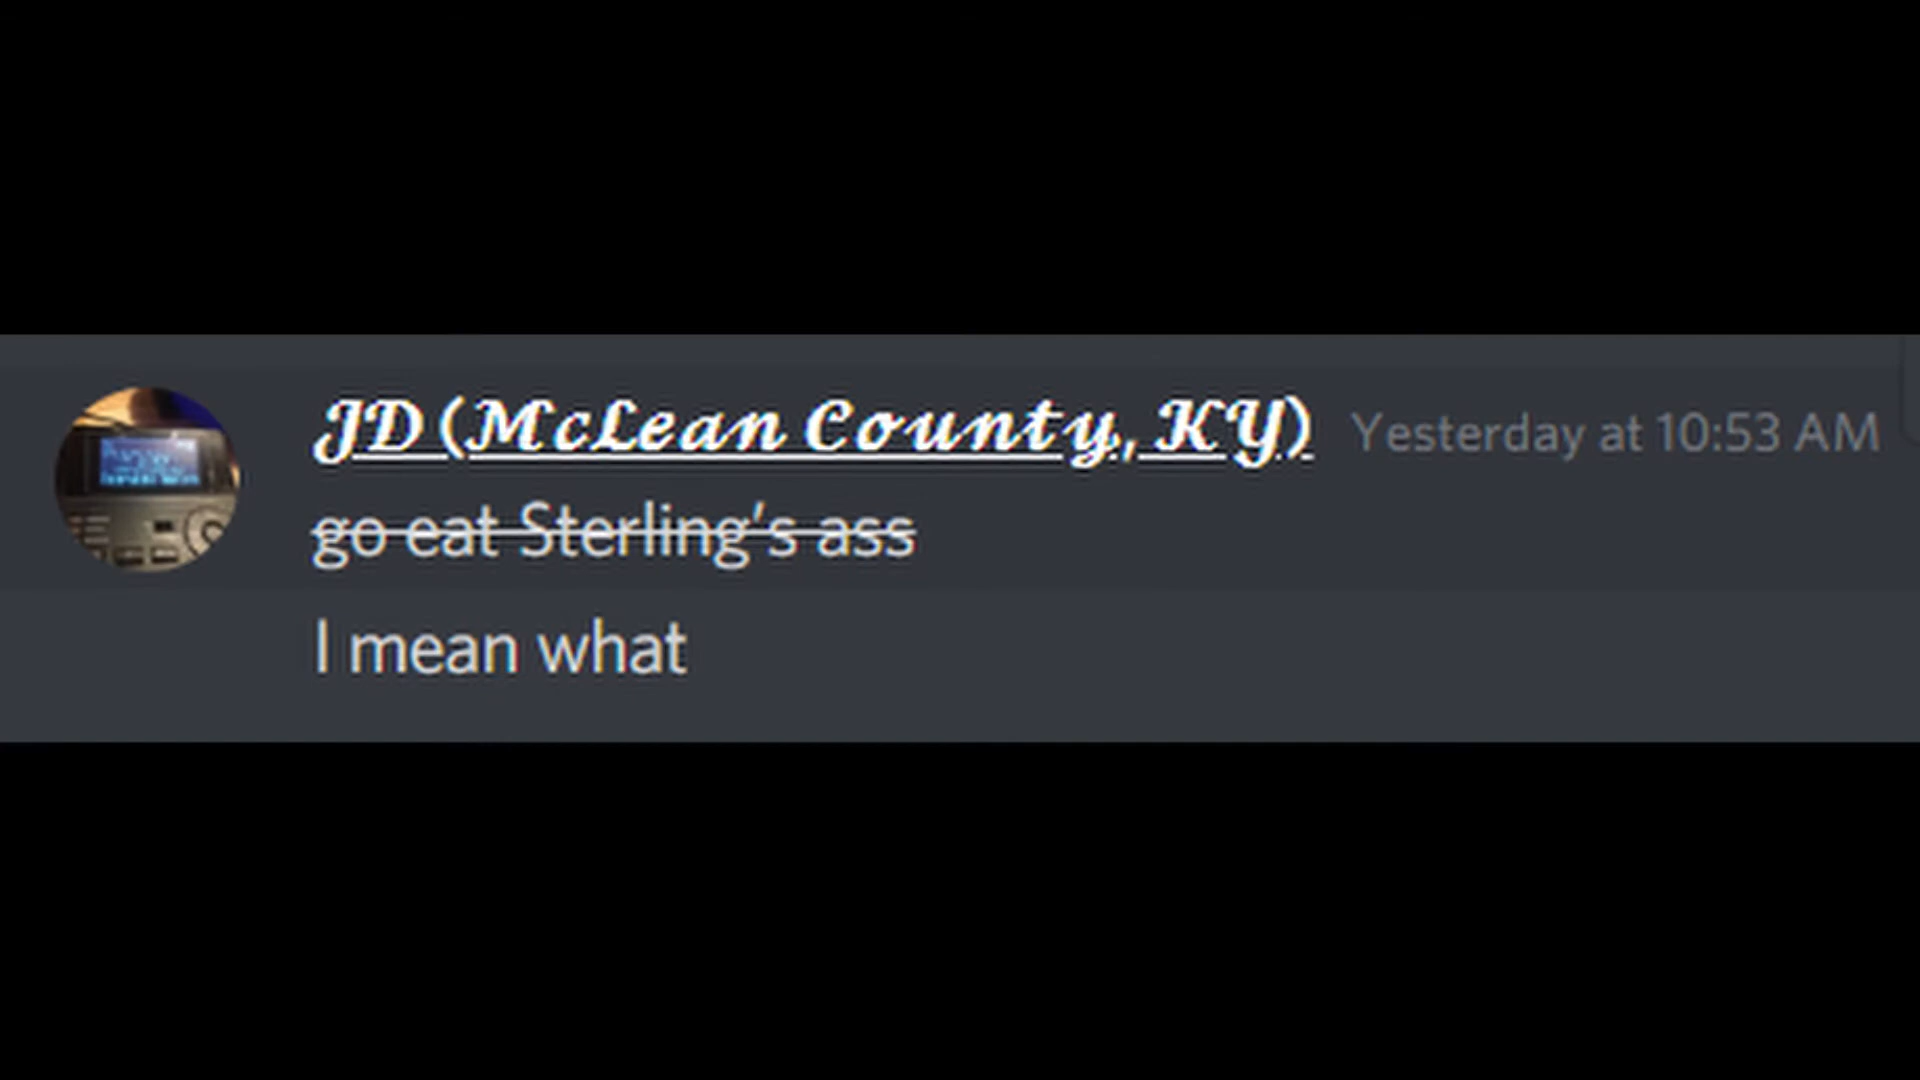 JD (McLean County, KY) Yesterday at 10:53 AM
go eat Sterling's ass
I mean what